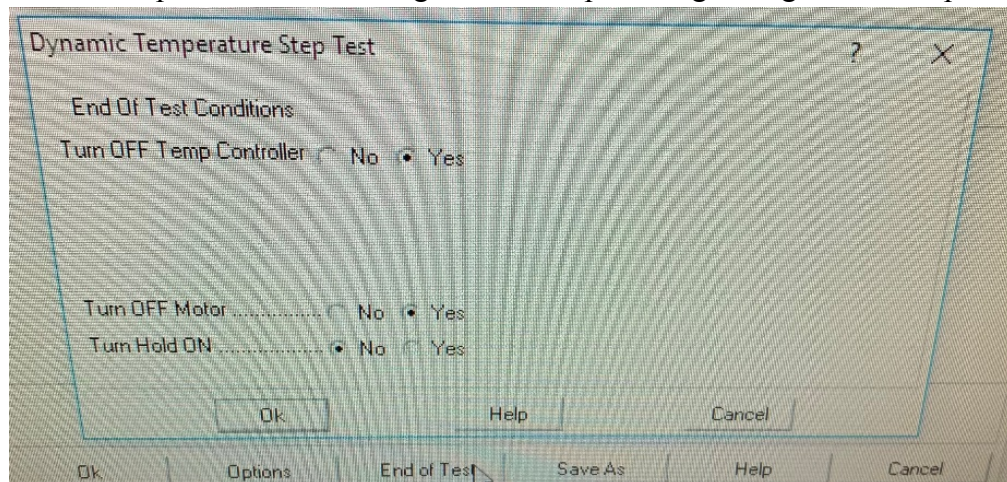 Dynamic Temperature Step Test ? X
End Of Test Conditions
Turn OFF Temp Controller No Yes
Turn OFF Motor ................ No Yes
Turn Hold ON .................... No Yes
Ok Help Cancel
Ok Options End of Test Save As Help Cancel